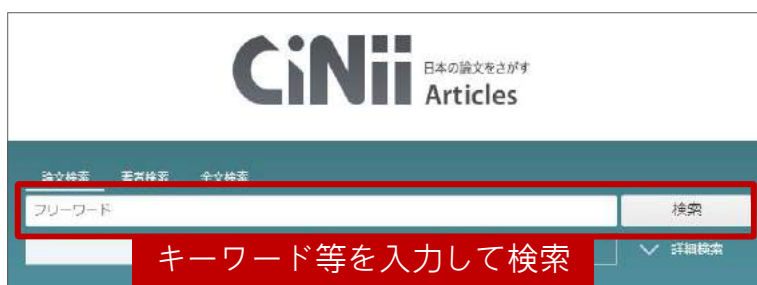 CiNii 日本の論文をさがす
Articles
論文検索 著者検索 全文検索
フリーワード 検索
キーワード等を入力して検索 詳細検索